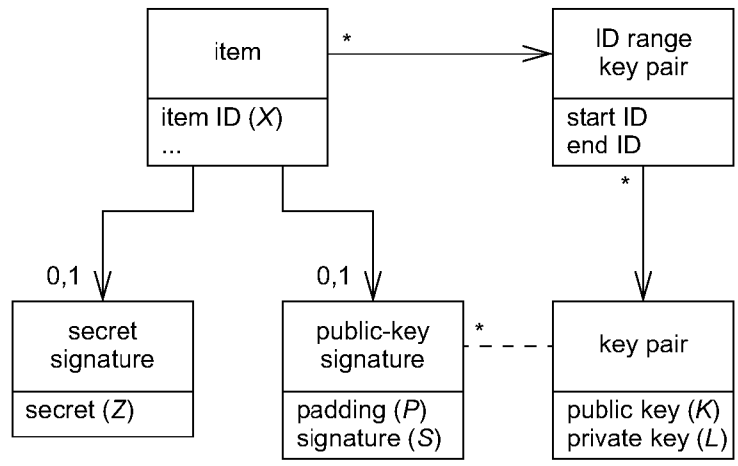 item
item ID (X)
...
*
ID range
key pair
start ID
end ID
*
0,1
0,1
secret
signature
secret (Z)
public-key
signature
padding (P)
signature (S)
*
key pair
public key (K)
private key (L)